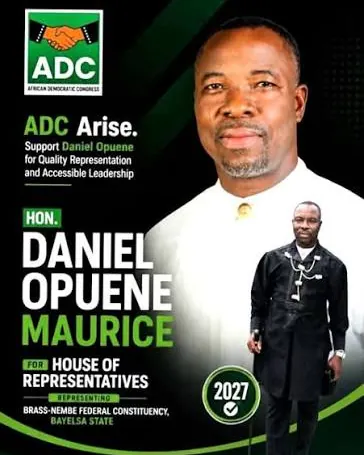 ADC
AFRICAN DEMOCRATIC CONGRESS
ADC Arise.
Support Daniel Opuene
for Quality Representation
and Accessible Leadership
HON.
DANIEL
OPUENE
MAURICE
FOR HOUSE OF
REPRESENTATIVES
REPRESENTING
BRASS-NEMBE FEDERAL CONSTITUENCY,
BAYELSA STATE
2027